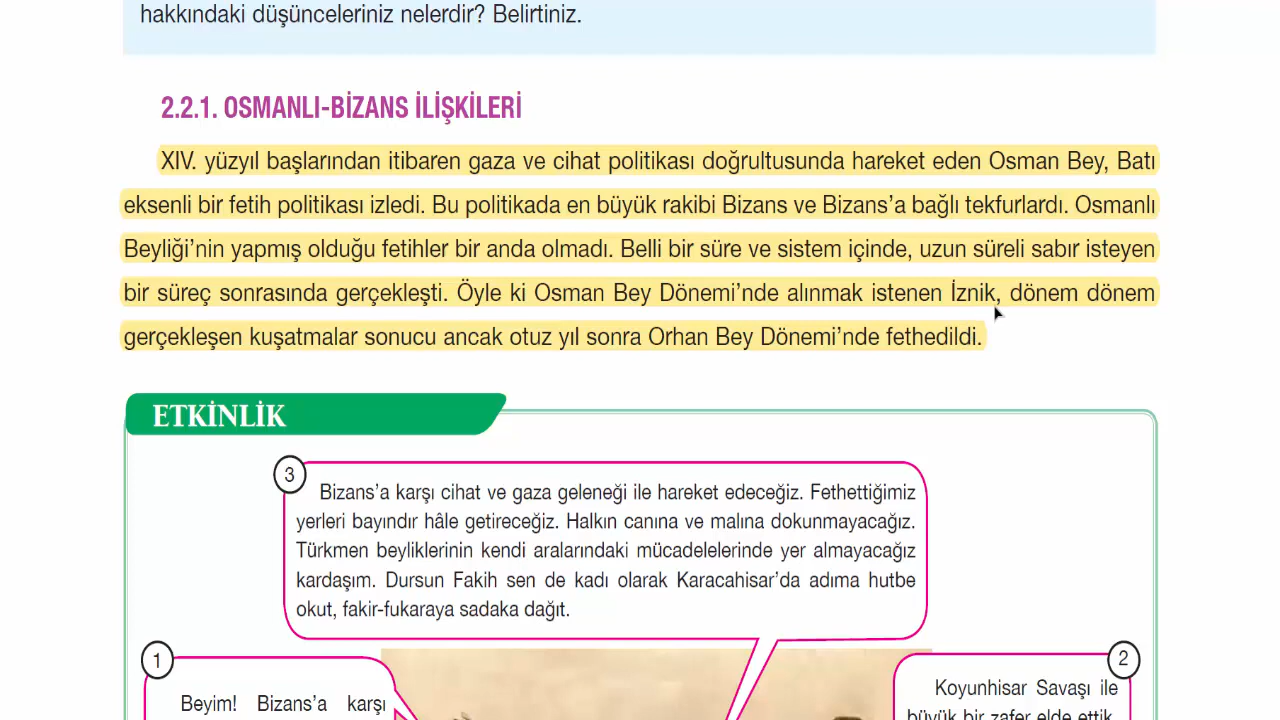 hakkındaki düşünceleriniz nelerdir? Belirtiniz.
2.2.1. OSMANLI-BİZANS İLİŞKİLERİ
XIV. yüzyıl başlarından itibaren gaza ve cihat politikası doğrultusunda hareket eden Osman Bey, Batı
eksenli bir fetih politikası izledi. Bu politikada en büyük rakibi Bizans ve Bizans’a bağlı tekfurlardı. Osmanlı
Beyliği’nin yapmış olduğu fetihler bir anda olmadı. Belli bir süre ve sistem içinde, uzun süreli sabır isteyen
bir süreç sonrasında gerçekleşti. Öyle ki Osman Bey Dönemi’nde alınmak istenen İznik, dönem dönem
gerçekleşen kuşatmalar sonucu ancak otuz yıl sonra Orhan Bey Dönemi’nde fethedildi.
ETKİNLİK
3
Bizans’a karşı cihat ve gaza geleneği ile hareket edeceğiz. Fethettiğimiz
yerleri bayındır hâle getireceğiz. Halkın canına ve malına dokunmayacağız.
Türkmen beyliklerinin kendi aralarındaki mücadelelerinde yer almayacağız
kardaşım. Dursun Fakih sen de kadı olarak Karacahisar’da adıma hutbe
okut, fakir-fukaraya sadaka dağıt.
1
Beyim! Bizans’a karşı
2
Koyunhisar Savaşı ile
büyük bir zafer elde ettik.